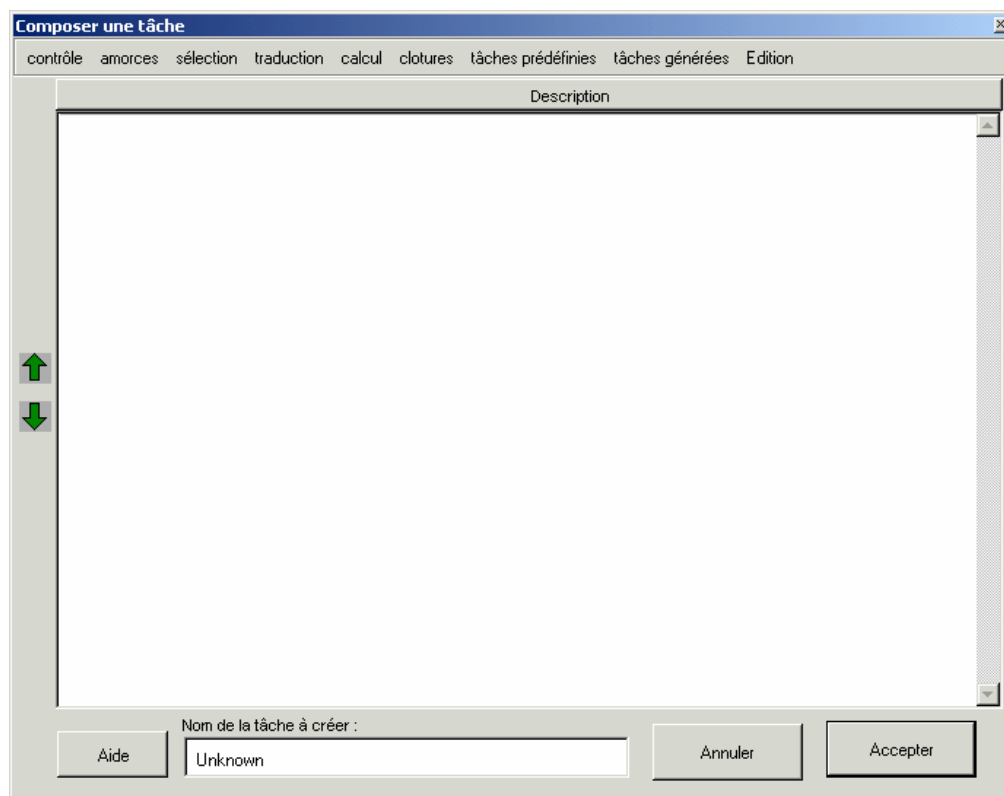 Composer une tâche
contrôle amorces sélection traduction calcul clotures tâches prédéfinies tâches générées Edition
Description
Nom de la tâche à créer :
Aide Unknown Annuler Accepter